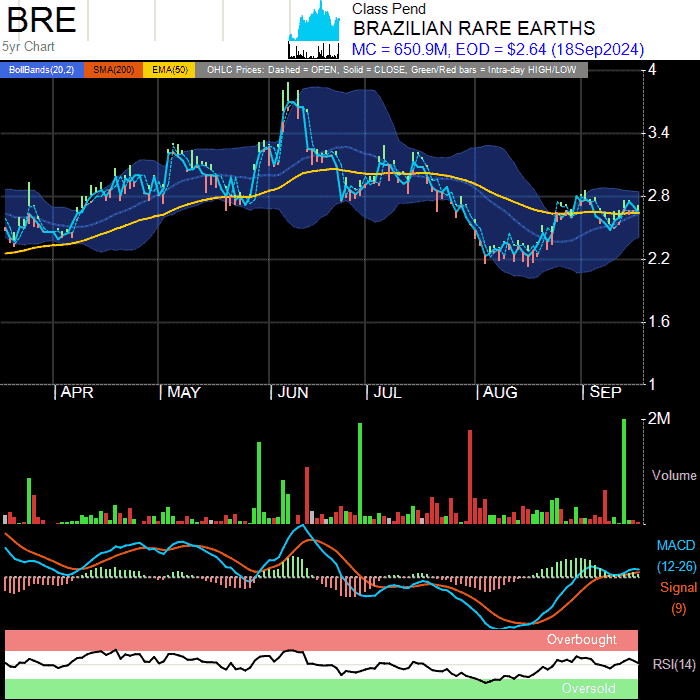 BRE
5yr Chart
Class Pend
BRAZILIAN RARE EARTHS
MC = 650.9M, EOD = $2.64 (18Sep2024)
BollBands(20,2) SMA(200) EMA(50) OHLC Prices: Dashed = OPEN, Solid = CLOSE, Green/Red bars = Intra-day HIGH/LOW
4
3.4
2.8
2.2
1.6
1
APR MAY JUN JUL AUG SEP
2M
Volume
MACD
(12-26)
Signal
(9)
Overbought
RSI(14)
Oversold